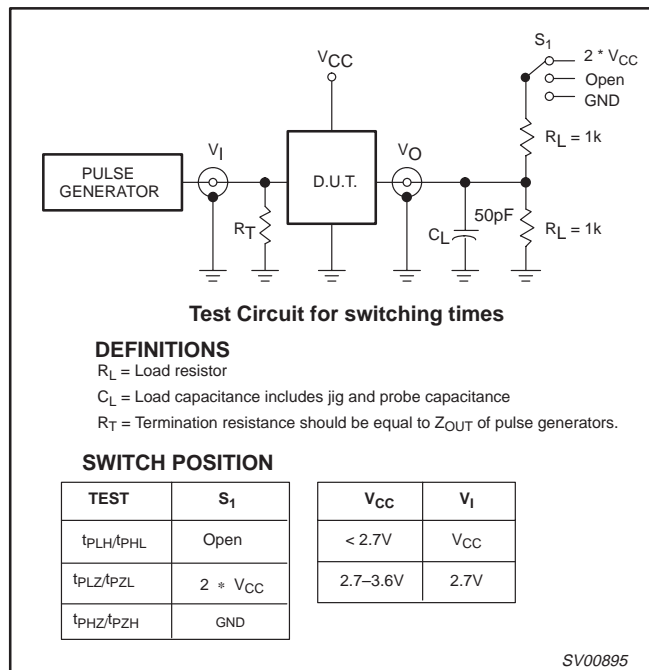 S1
2 * VCC
Open
GND
VCC
RL = 1k
VI
VO
PULSE
GENERATOR
D.U.T.
RT
50pF
CL
RL = 1k
Test Circuit for switching times
DEFINITIONS
RL = Load resistor
CL = Load capacitance includes jig and probe capacitance
RT = Termination resistance should be equal to ZOUT of pulse generators.
SWITCH POSITION
TEST S1
tPLH/tPHL Open
tPLZ/tPZL 2 * VCC
tPHZ/tPZH GND
VCC VI
< 2.7V VCC
2.7–3.6V 2.7V
SV00895